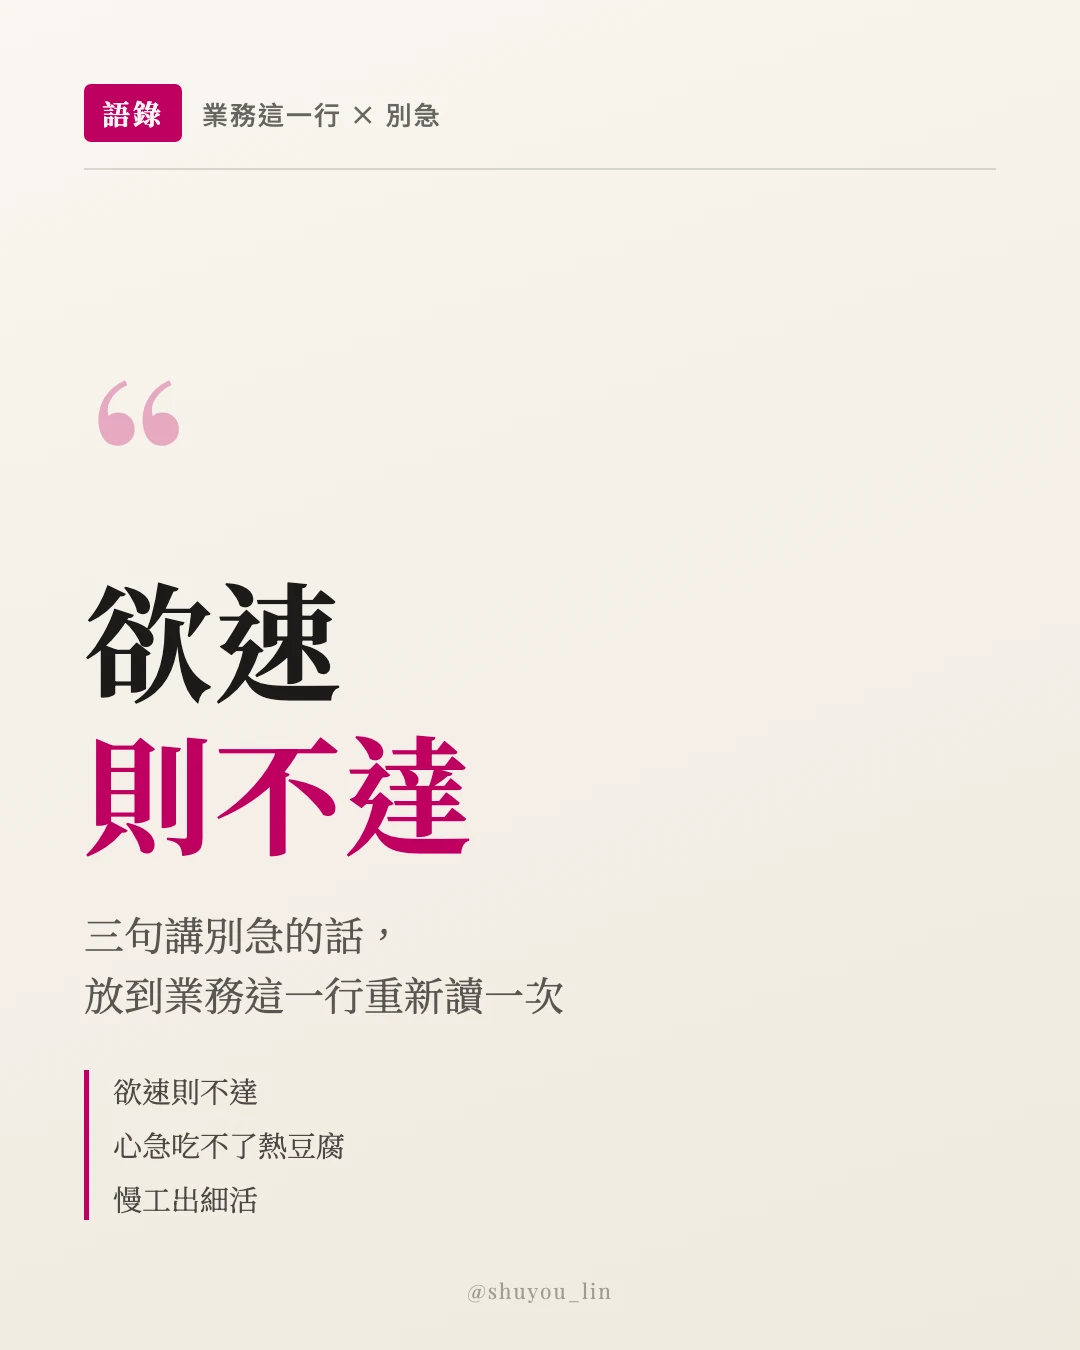 語錄 業務這一行 × 別急
“
欲速
則不達
三句講別急的話，
放到業務這一行重新讀一次
欲速則不達
心急吃不了熱豆腐
慢工出細活
@shuyou_lin